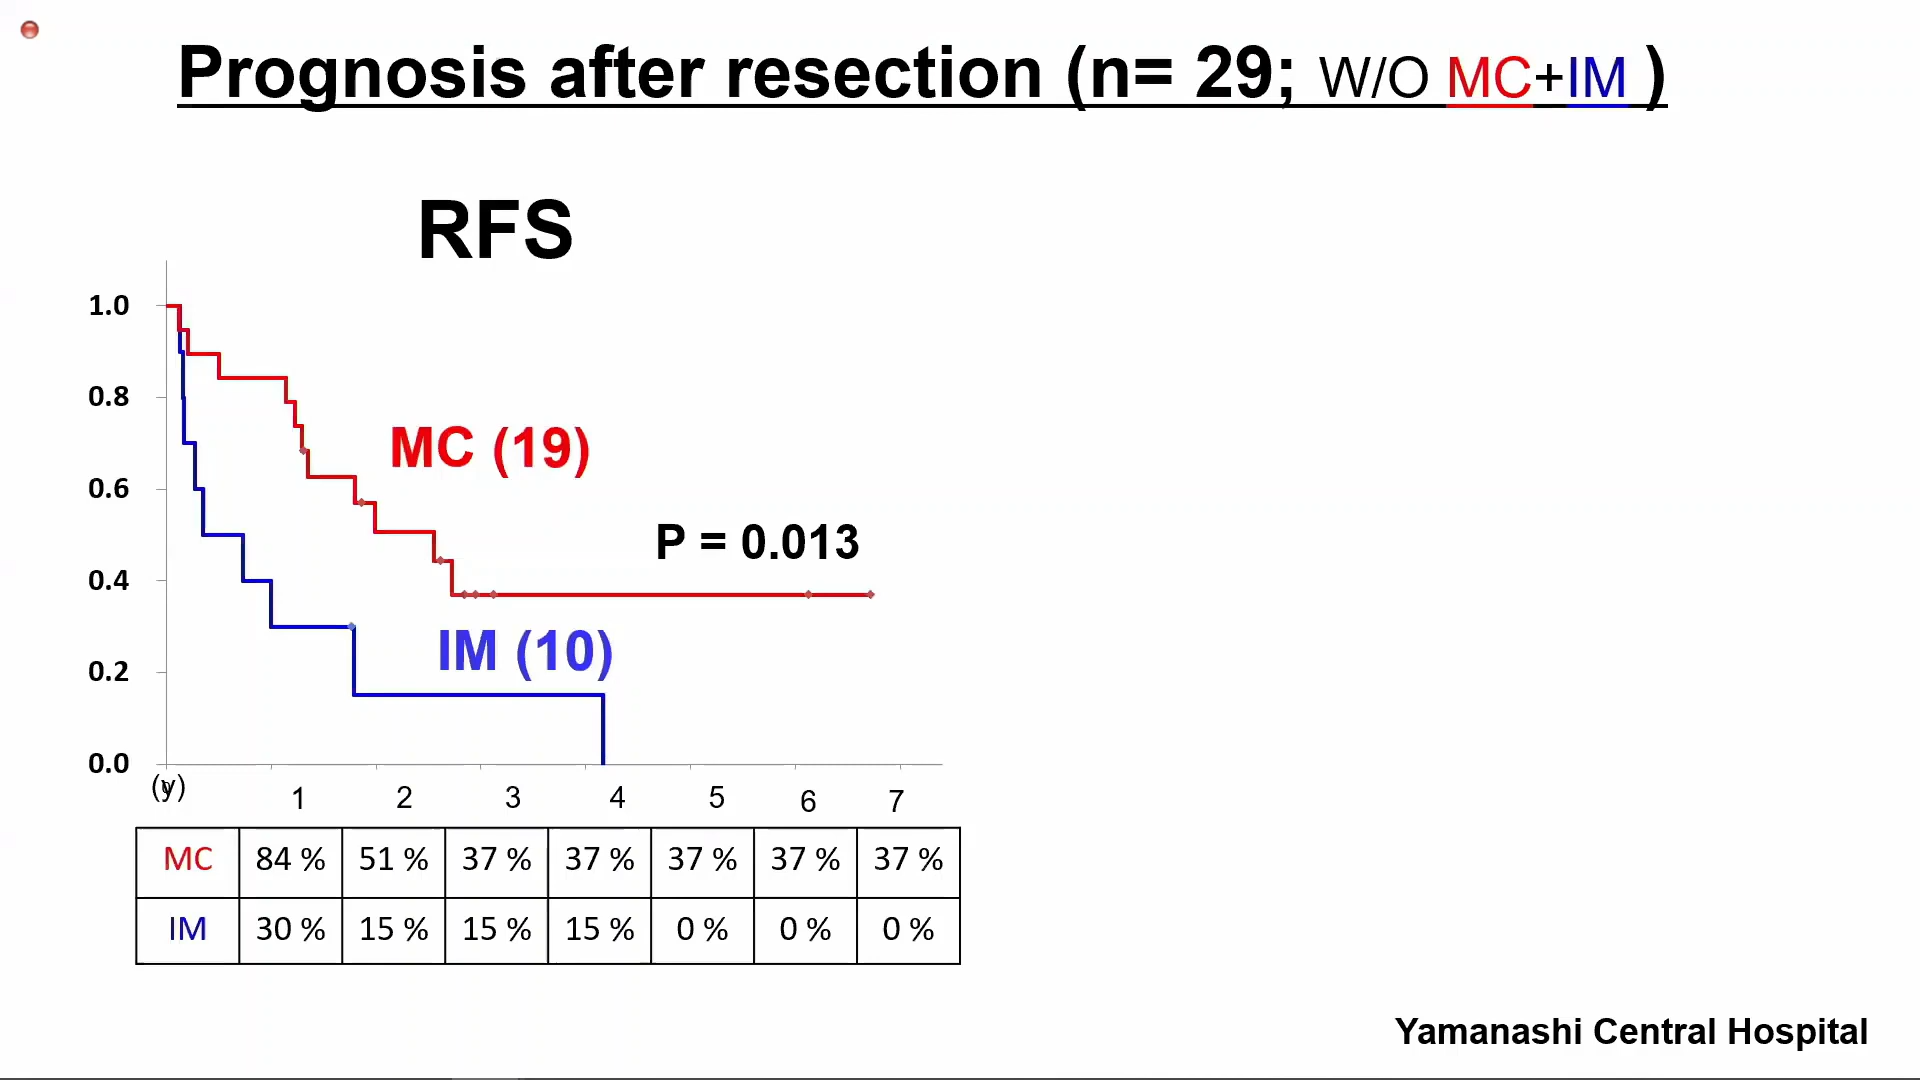 Prognosis after resection (n= 29; W/O MC+IM )
RFS
1.0
0.8
MC (19)
0.6
P = 0.013
0.4
IM (10)
0.2
0.0
(y) 1 2 3 4 5 6 7
MC 84 % 51 % 37 % 37 % 37 % 37 % 37 %
IM 30 % 15 % 15 % 15 % 0 % 0 % 0 %
Yamanashi Central Hospital